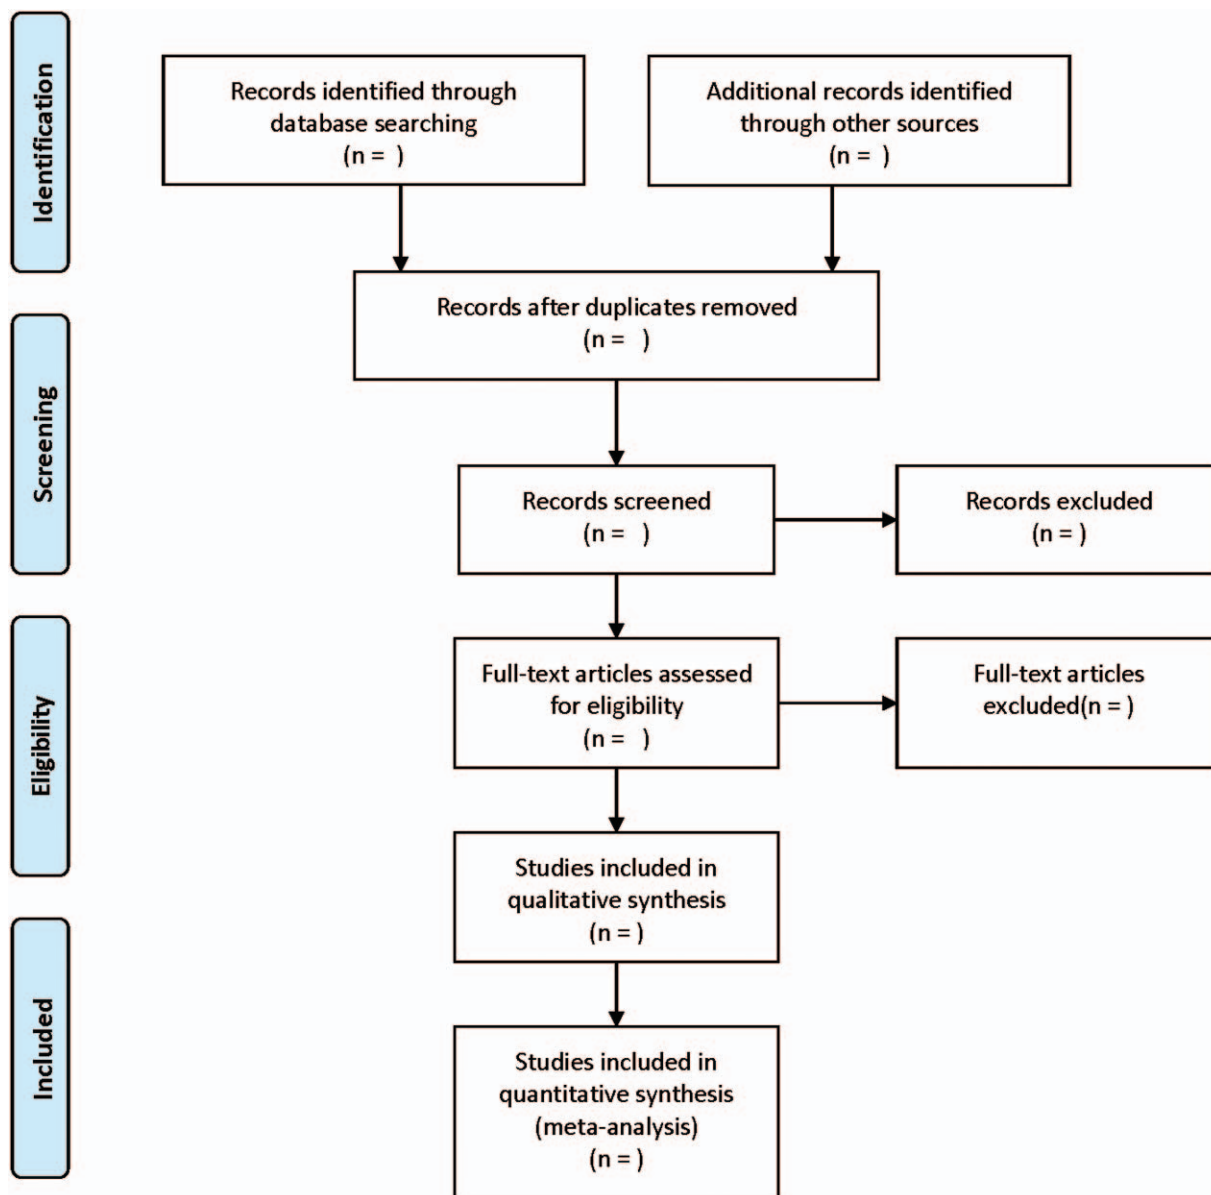 Identification
Records identified through
database searching
(n =  )
Additional records identified
through other sources
(n =  )
Records after duplicates removed
(n =  )
Screening
Records screened
(n =  )
Records excluded
(n = )
Eligibility
Full-text articles assessed
for eligibility
(n =  )
Full-text articles
excluded(n = )
Studies included in
qualitative synthesis
(n = )
Included
Studies included in
quantitative synthesis
(meta-analysis)
(n = )